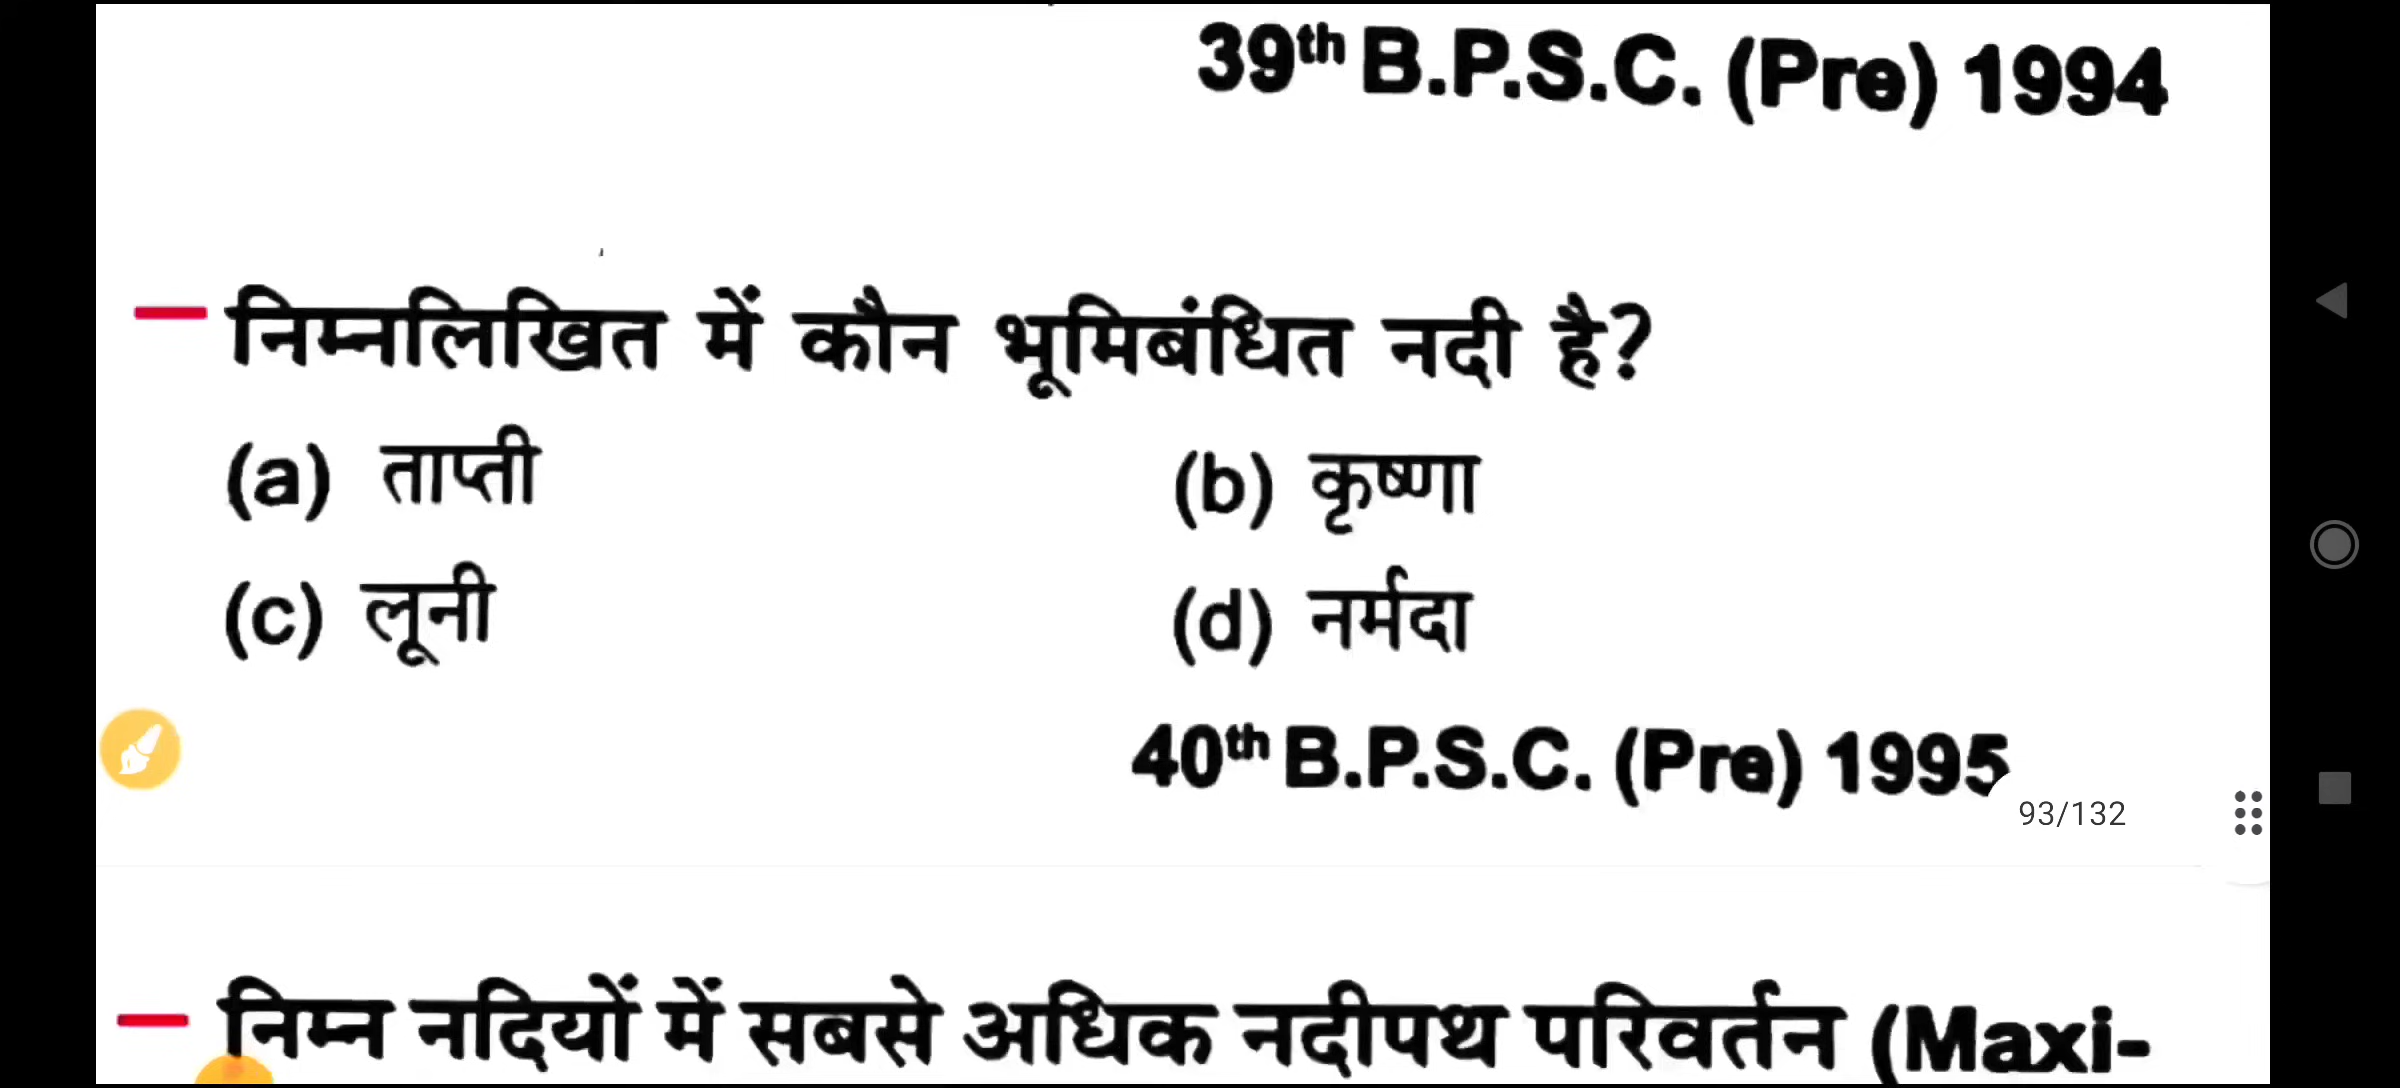 39th B.P.S.C. (Pre) 1994
निम्नलिखित में कौन भूमिबंधित नदी है?
(a) ताप्ती (b) कृष्णा
(c) लूनी (d) नर्मदा
40th B.P.S.C. (Pre) 1995
93/132
निम्न नदियों में सबसे अधिक नदीपथ परिवर्तन (Maxi-